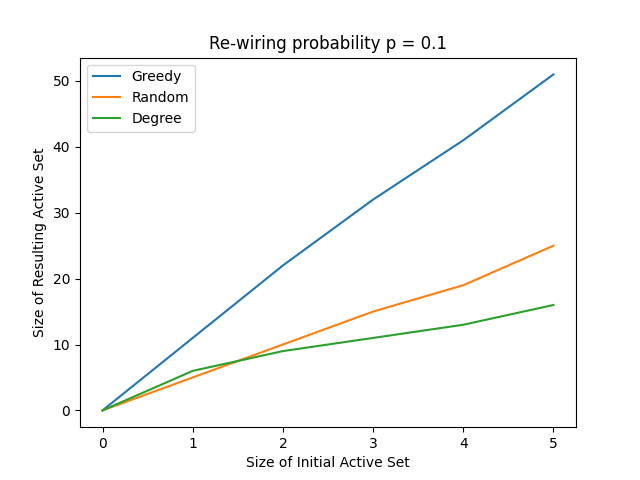 Re-wiring probability p = 0.1
Greedy
Random
Degree
Size of Resulting Active Set
50
40
30
20
10
0
0 1 2 3 4 5
Size of Initial Active Set